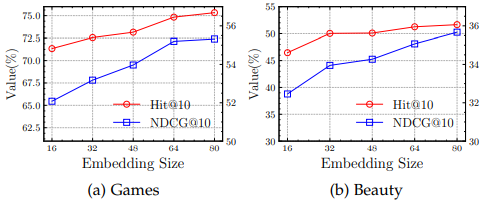 75.0
72.5
70.0
67.5
65.0
62.5
56
54
52
50
Value(%)
Hit@10
NDCG@10
16 32 48 64 80
Embedding Size
(a) Games
55
50
45
40
35
30
36
34
32
30
Value(%)
Hit@10
NDCG@10
16 32 48 64 80
Embedding Size
(b) Beauty